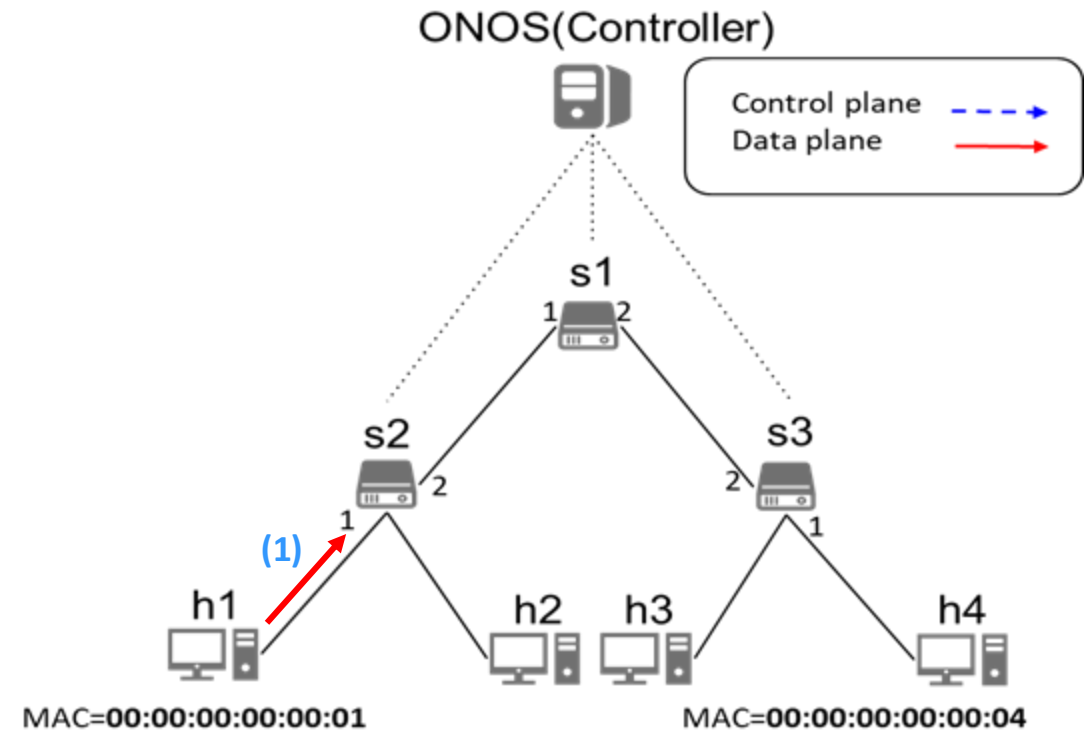 ONOS(Controller)
Control plane
Data plane
s1
1 2
s2
s3
2
2
1
1
(1)
h1
h2
h3
h4
MAC=00:00:00:00:00:01
MAC=00:00:00:00:00:04